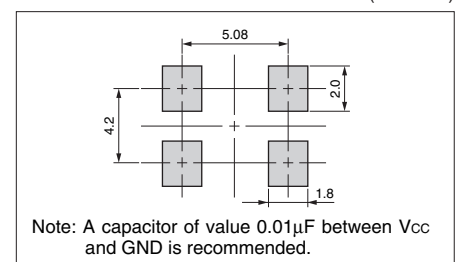 5.08
2.0
4.2
1.8
Note: A capacitor of value 0.01μF between Vcc
and GND is recommended.